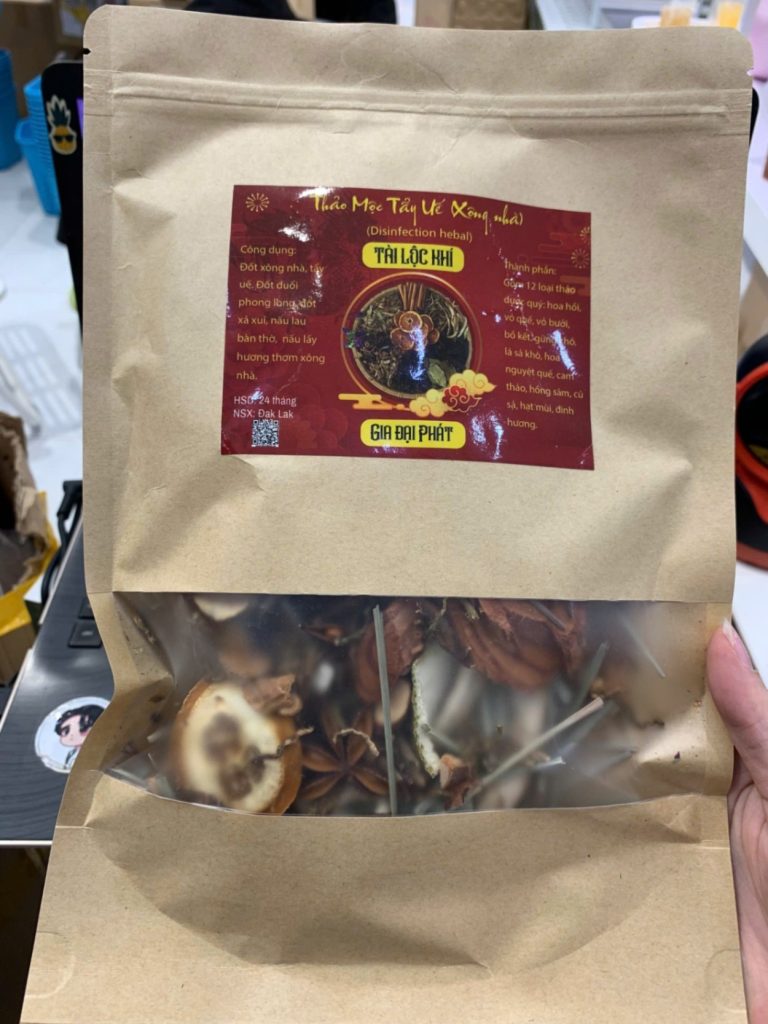 Thảo Mộc Tẩy Uế (Xông nhà)
(Disinfection hebal)
TÀI LỘC KHÍ
Công dụng:
Đốt xông nhà, tẩy
uế, Đốt đuổi
phong long, đốt
xả xui, nấu lau
bàn thờ, nấu lấy
hương thơm xông
nhà.
HSD: 24 tháng
NSX: Đak Lak
Thành phần:
Gồm 12 loại thảo
dược quý: hoa hồi,
vỏ quế, vỏ bưởi,
bồ kết, gừng khô,
lá sả khô, hoa
nguyệt quế, cam
thảo, hồng sâm, củ
sả, hạt mùi, đinh
hương.
GIA ĐẠI PHÁT